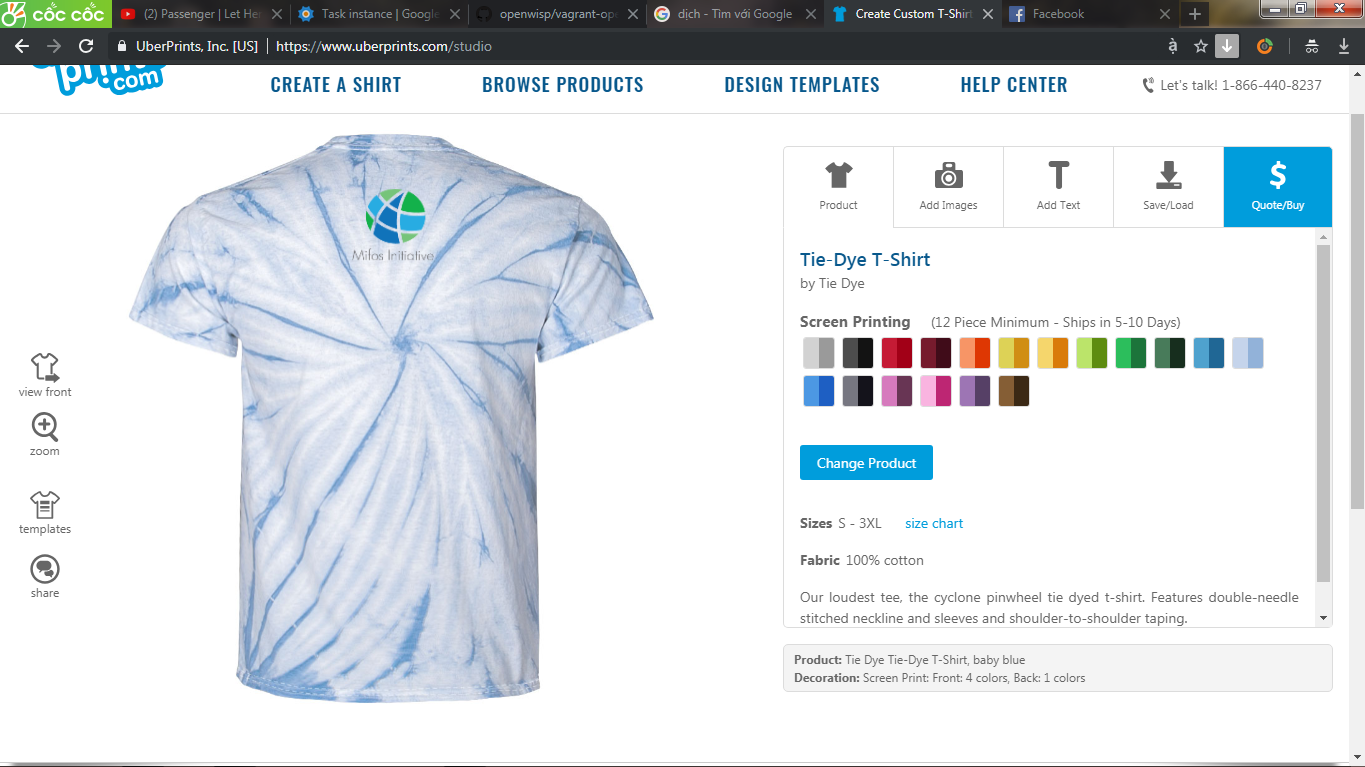 cốc cốc
(2) Passenger | Let Her
Task instance | Google
openwisp/vagrant-ope
dịch - Tìm với Google
Create Custom T-Shirt
Facebook
UberPrints, Inc. [US] | https://www.uberprints.com/studio
.com
CREATE A SHIRT
BROWSE PRODUCTS
DESIGN TEMPLATES
HELP CENTER
Let's talk! 1-866-440-8237
Mifos Initiative
view front
zoom
templates
share
Product
Add Images
Add Text
Save/Load
Quote/Buy
Tie-Dye T-Shirt
by Tie Dye
Screen Printing (12 Piece Minimum - Ships in 5-10 Days)
Change Product
Sizes S - 3XL size chart
Fabric 100% cotton
Our loudest tee, the cyclone pinwheel tie dyed t-shirt. Features double-needle
stitched neckline and sleeves and shoulder-to-shoulder taping.
Product: Tie Dye Tie-Dye T-Shirt, baby blue
Decoration: Screen Print: Front: 4 colors, Back: 1 colors